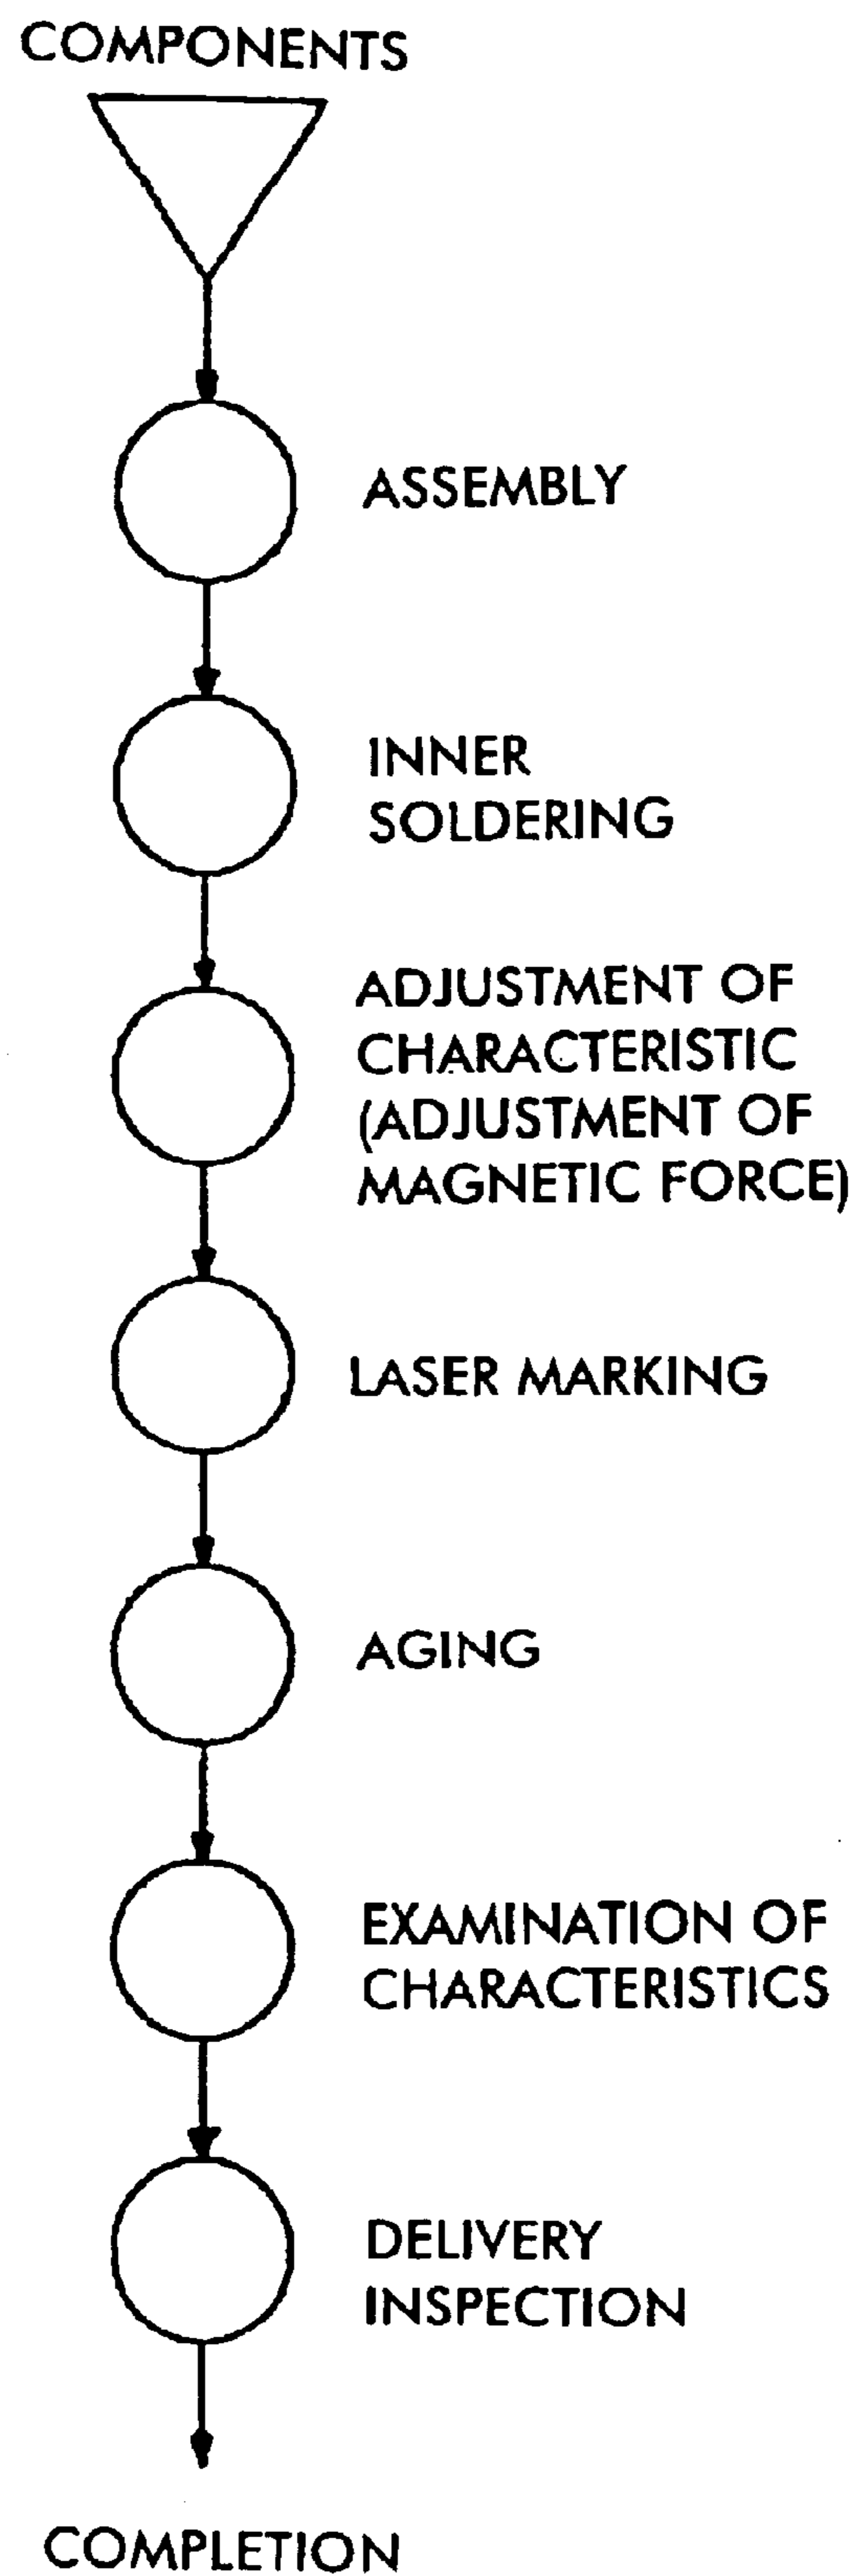 COMPONENTS
ASSEMBLY
INNER
SOLDERING
ADJUSTMENT OF
CHARACTERISTIC
(ADJUSTMENT OF
MAGNETIC FORCE)
LASER MARKING
AGING
EXAMINATION OF
CHARACTERISTICS
DELIVERY
INSPECTION
COMPLETION